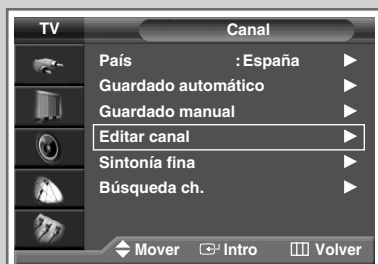 TV
Canal
País : España
Guardado automático
Guardado manual
Editar canal
Sintonía fina
Búsqueda ch.
Mover Intro Volver